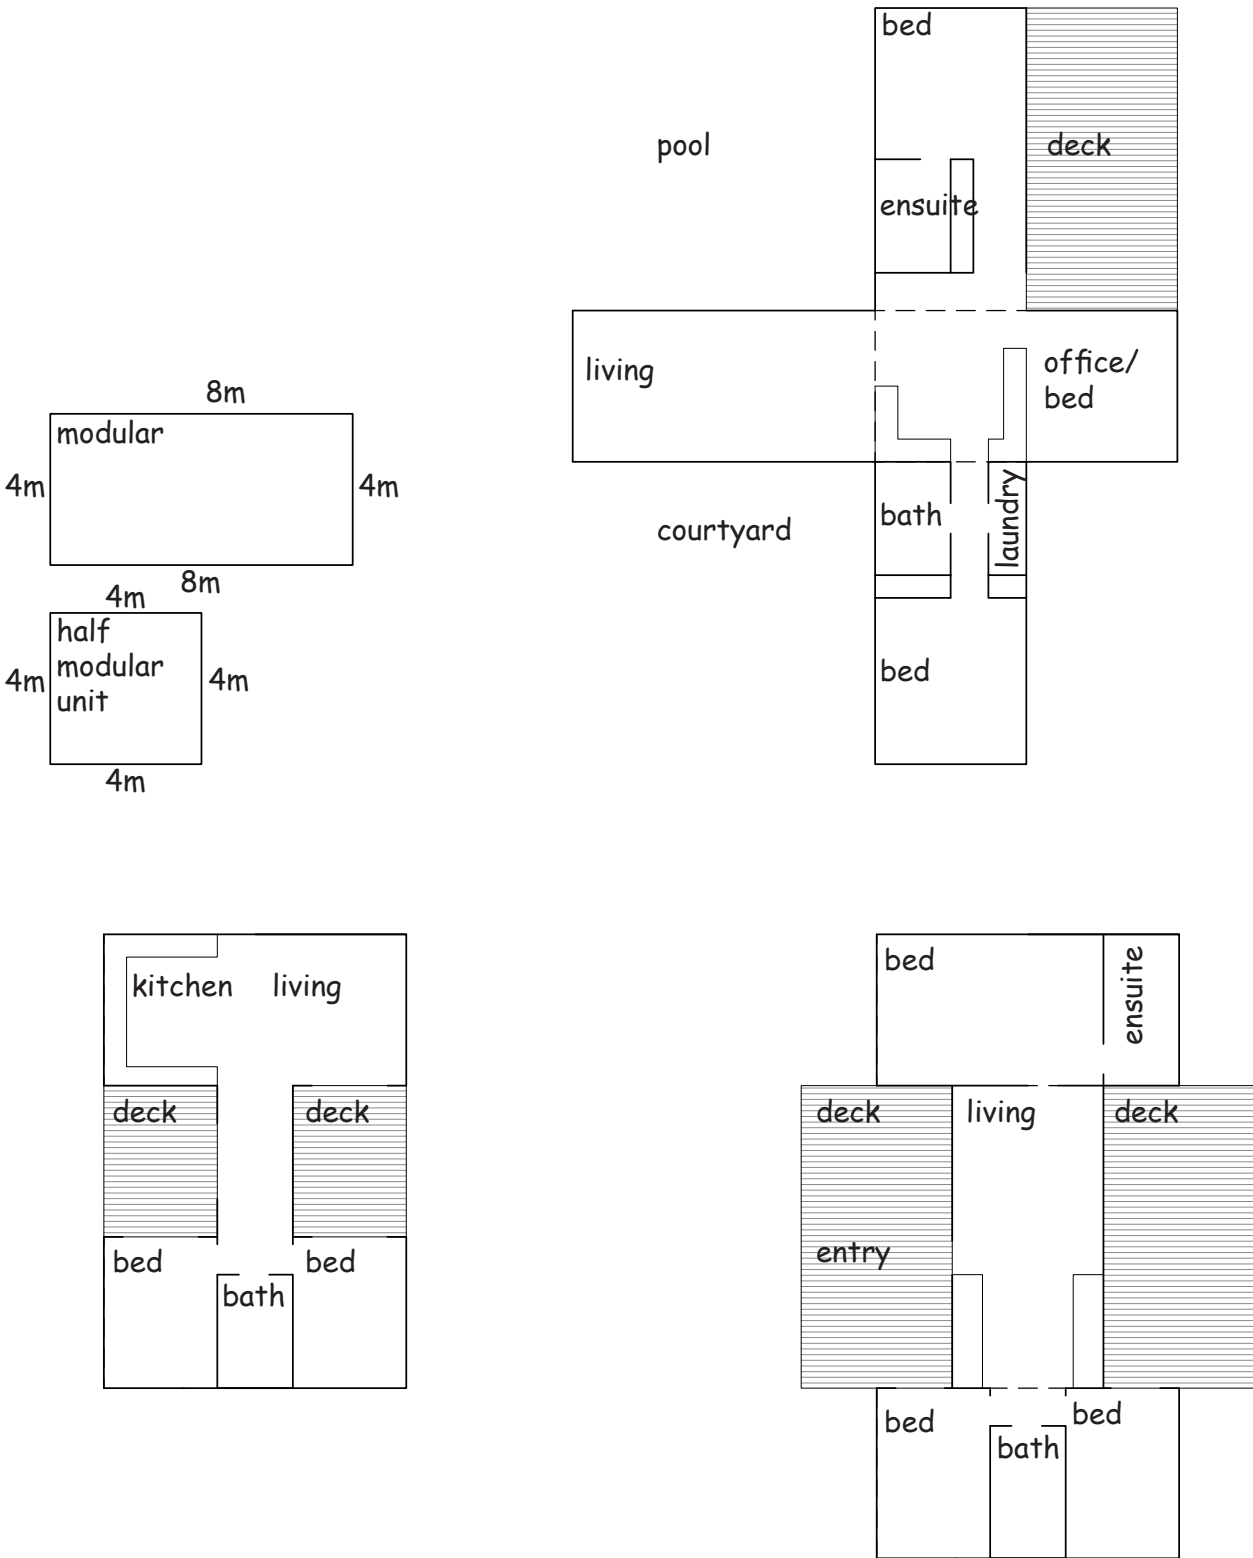 bed
pool
deck
ensuite
living
office/
bed
8m
modular
4m
4m
8m
bath
laundry
courtyard
4m
half
modular
unit
4m
4m
4m
bed
kitchen
living
deck
deck
bed
bath
bed
bed
ensuite
deck
living
deck
entry
bed
bath
bed